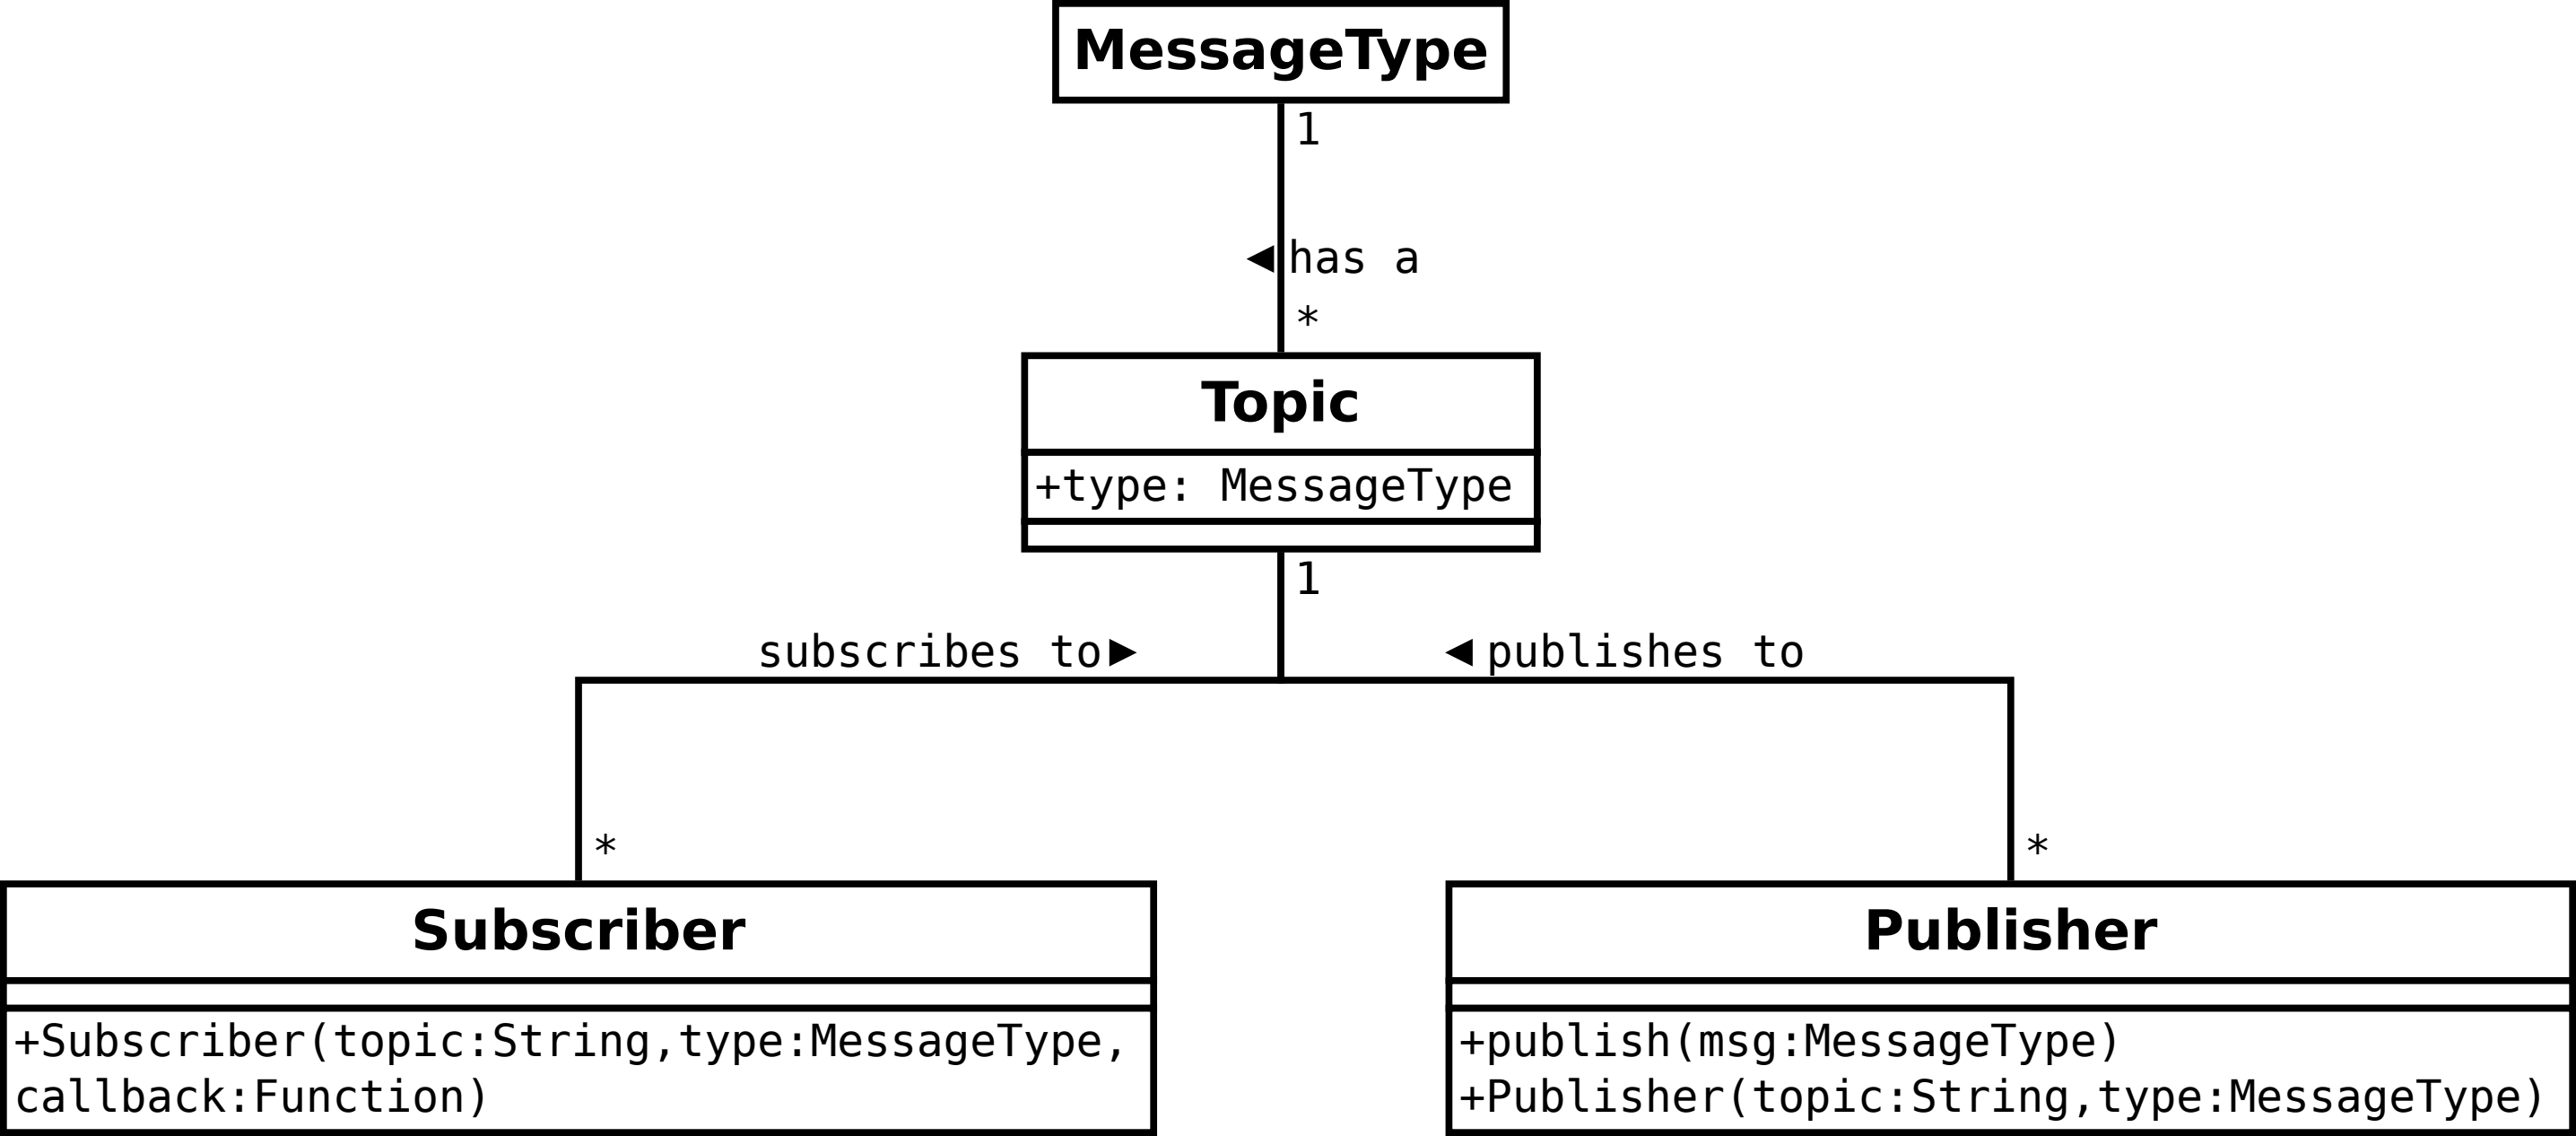 MessageType
1
◀ has a
*
Topic
+type: MessageType
1
subscribes to ▶
◀ publishes to
*
*
Subscriber
+Subscriber(topic:String,type:MessageType,
callback:Function)
Publisher
+publish(msg:MessageType)
+Publisher(topic:String,type:MessageType)